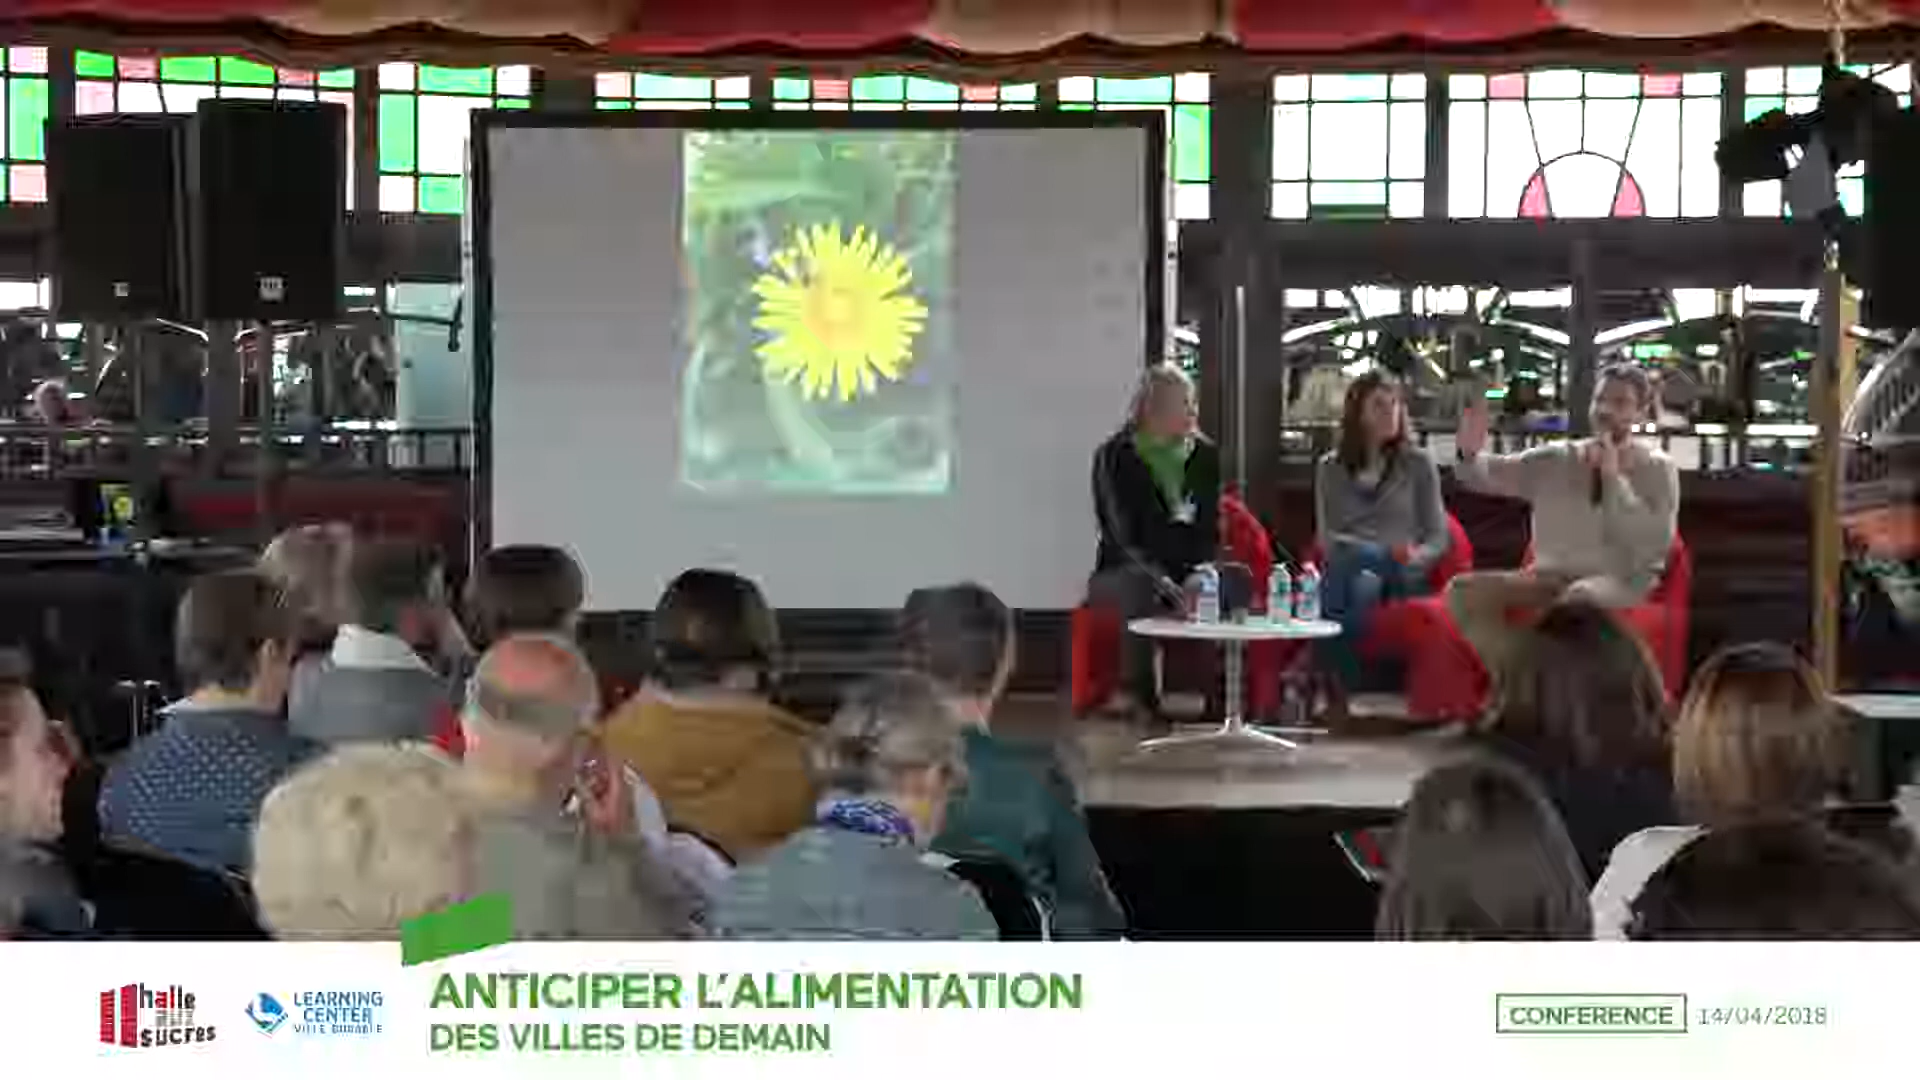 halle
aux
sucres
LEARNING
CENTER
VILLE DURABLE
ANTICIPER L'ALIMENTATION
DES VILLES DE DEMAIN
CONFERENCE
14/04/2018